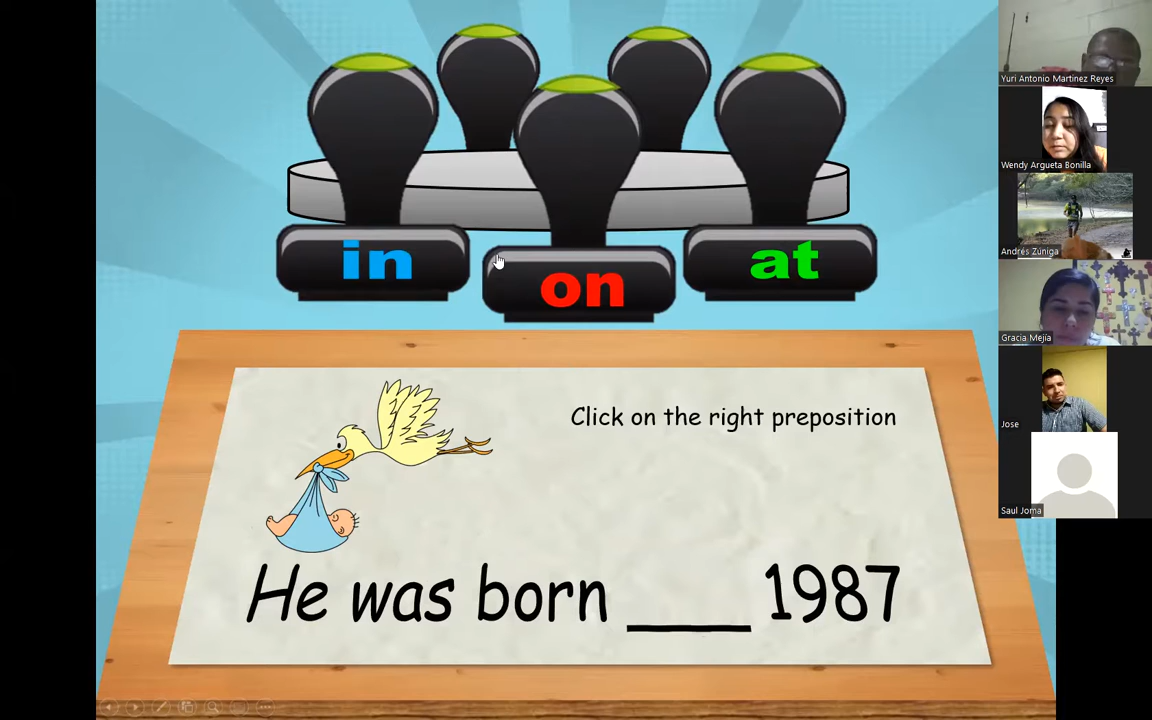 in
on
at
Click on the right preposition
He was born ____ 1987
Yuri Antonio Martinez Reyes
Wendy Argueta Bonilla
Andrés Zúniga
Gracia Mejía
Jose
Saul Joma